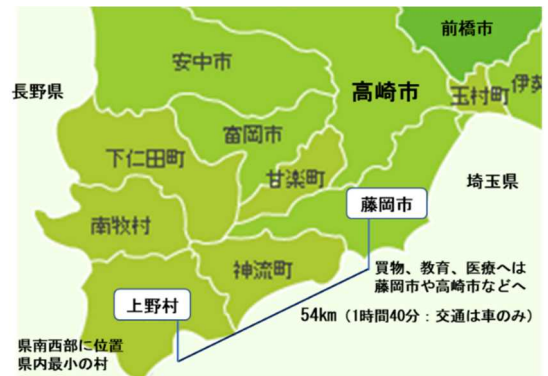 前橋市
安中市
長野県
高崎市
玉村町
伊
富岡市
下仁田町
甘楽町
埼玉県
藤岡市
南牧村
神流町
買物、教育、医療へは
藤岡市や高崎市などへ
上野村
54km（1時間40分：交通は車のみ）
県南西部に位置
県内最小の村